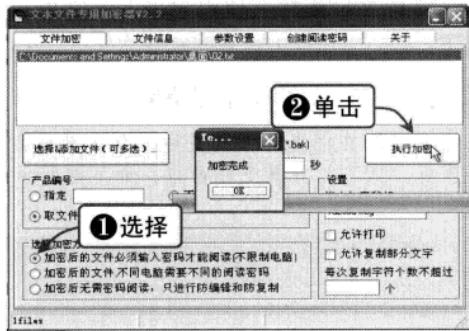 文本文件专用加密器V2.2
文件加密 文件信息 参数设置 创建阅读密码 关于
C:\Documents and Settings\Administrator\桌面\02.txt
❷单击
选择&添加文件(可多选)...
Te...
*.bak)
执行加密
加密完成
秒
OK
产品编号
设置
指定
取文件
❶选择
允许打印
加密后的文件必须输入密码才能阅读(不限制电脑)
允许复制部分文字
加密后的文件不同电脑需要不同的阅读密码
每次复制字符个数不超过
加密后无需密码阅读，只进行防编辑和防复制
个
1files